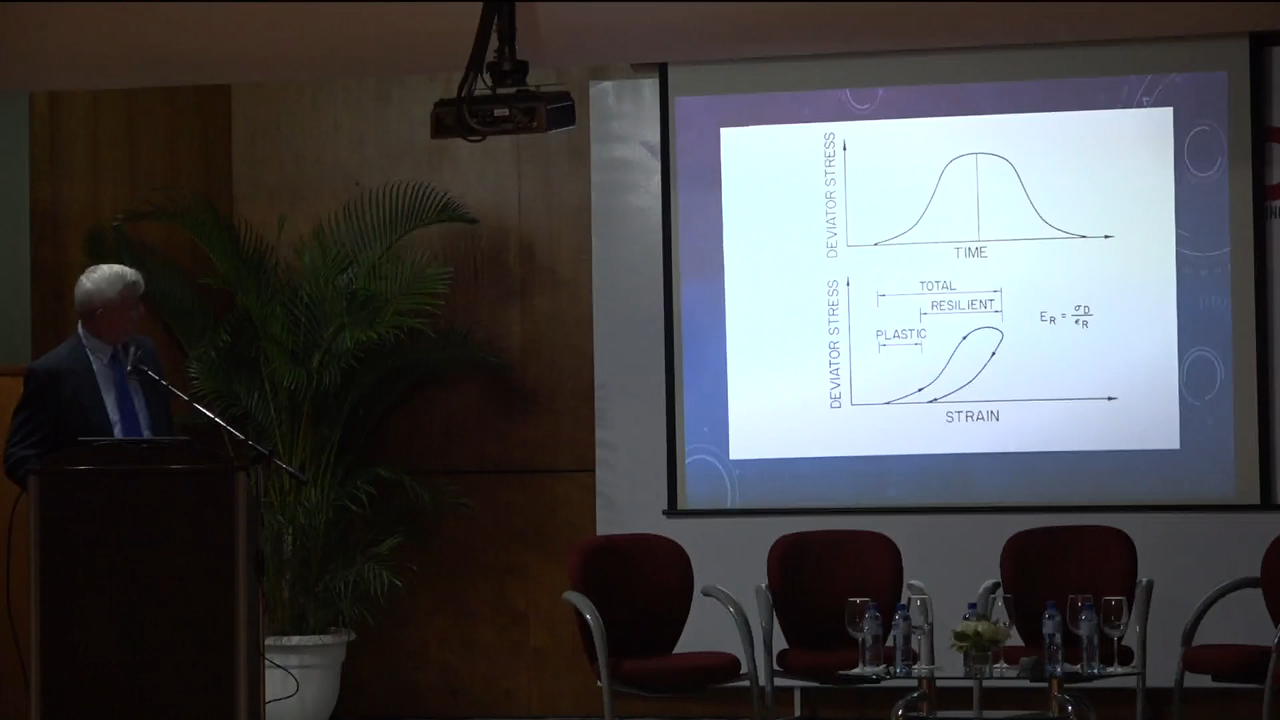 DEVIATOR STRESS
TIME
DEVIATOR STRESS
TOTAL
RESILIENT
PLASTIC
E_R = σ_D / ε_R
STRAIN